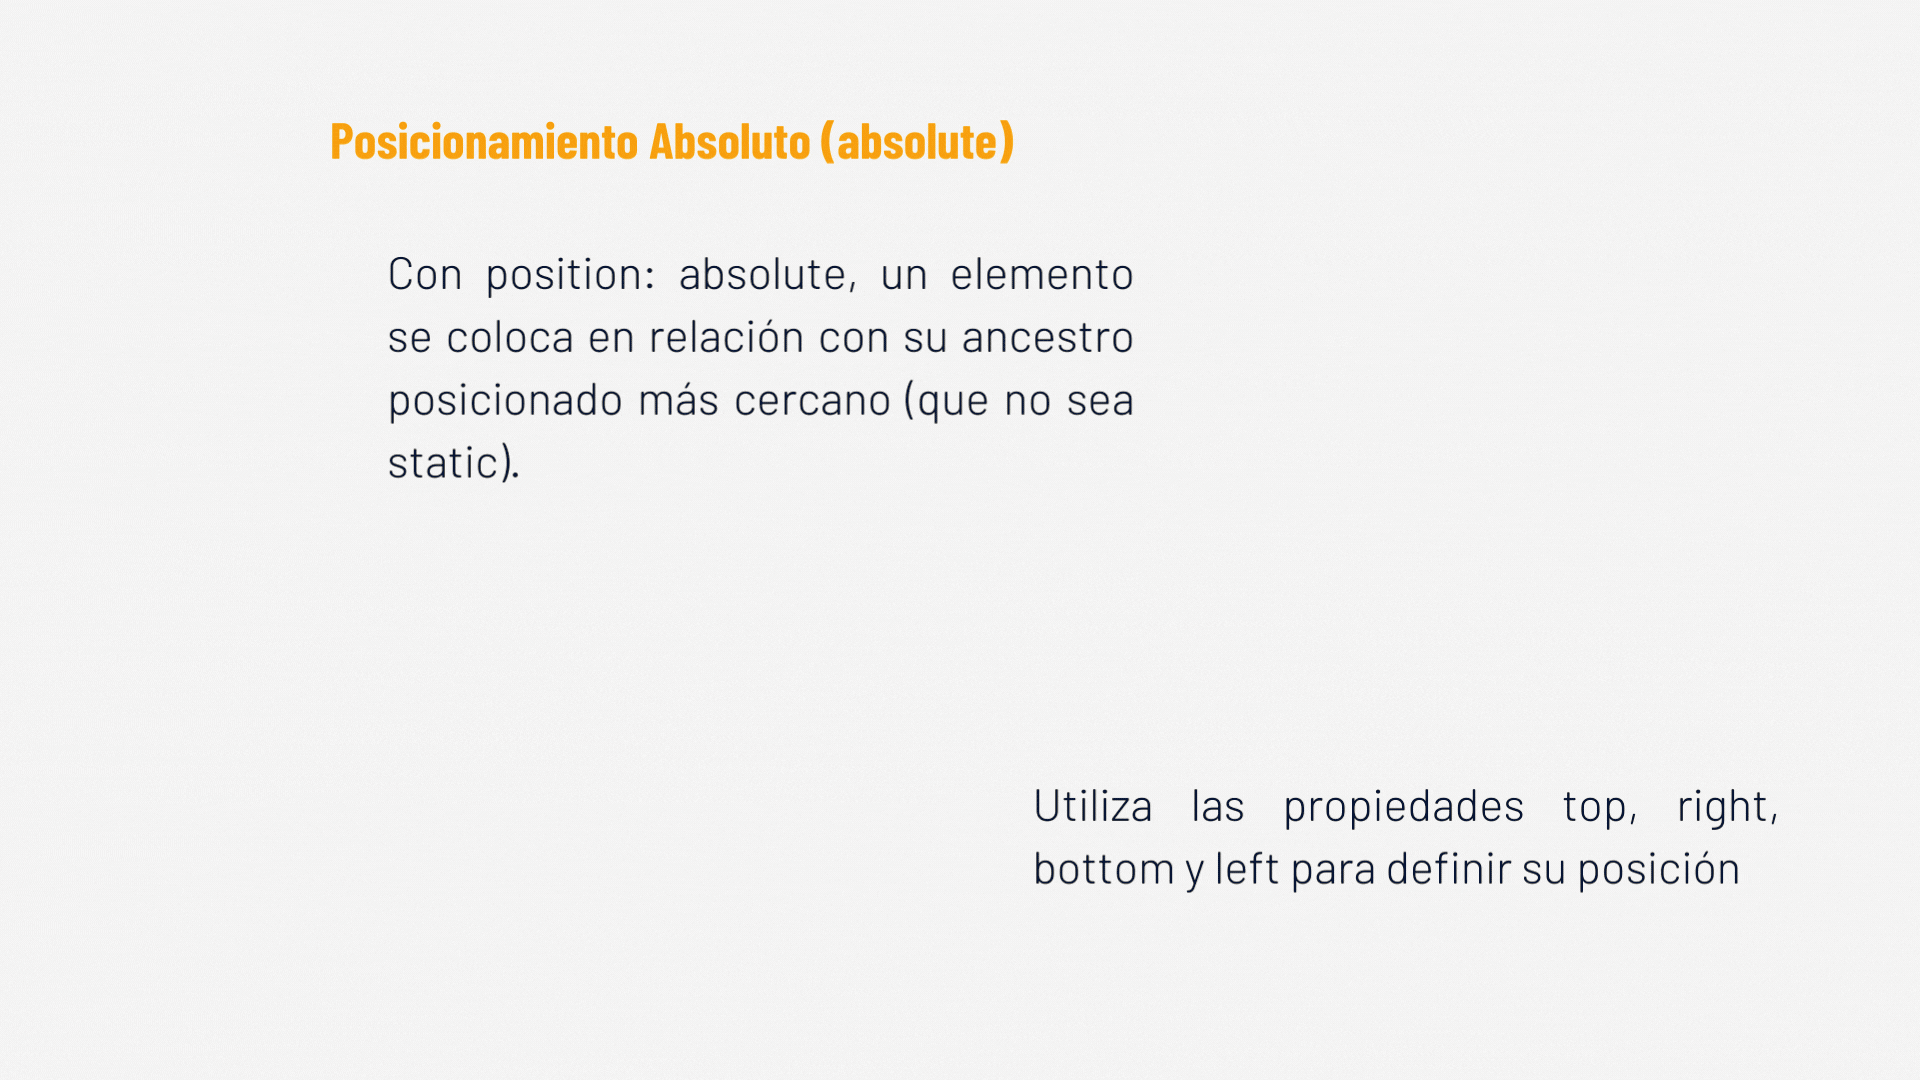 Posicionamiento Absoluto (absolute)
Con position: absolute, un elemento
se coloca en relación con su ancestro
posicionado más cercano (que no sea
static).
Utiliza las propiedades top, right,
bottom y left para definir su posición